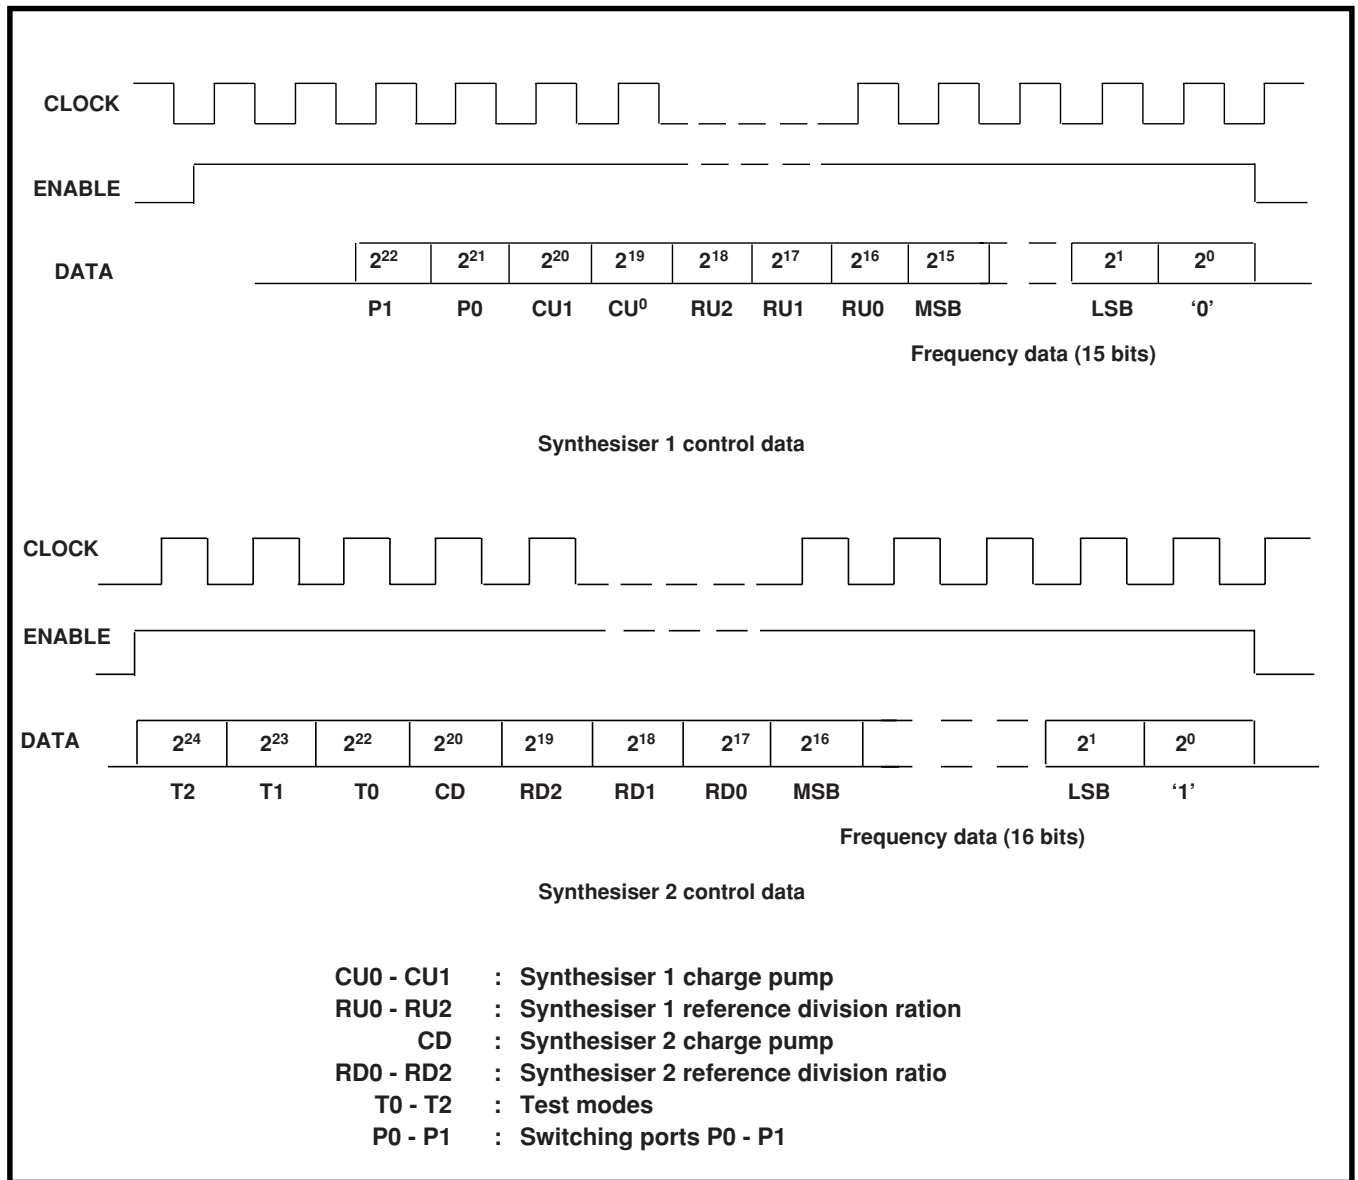 CLOCK
ENABLE
DATA
2²² 2²¹ 2²⁰ 2¹⁹ 2¹⁸ 2¹⁷ 2¹⁶ 2¹⁵ 2¹ 2⁰
P1 P0 CU1 CU⁰ RU2 RU1 RU0 MSB LSB ‘0’
Frequency data (15 bits)
Synthesiser 1 control data
CLOCK
ENABLE
DATA
2²⁴ 2²³ 2²² 2²⁰ 2¹⁹ 2¹⁸ 2¹⁷ 2¹⁶ 2¹ 2⁰
T2 T1 T0 CD RD2 RD1 RD0 MSB LSB ‘1’
Frequency data (16 bits)
Synthesiser 2 control data
CU0 - CU1 : Synthesiser 1 charge pump
RU0 - RU2 : Synthesiser 1 reference division ration
CD : Synthesiser 2 charge pump
RD0 - RD2 : Synthesiser 2 reference division ratio
T0 - T2 : Test modes
P0 - P1 : Switching ports P0 - P1